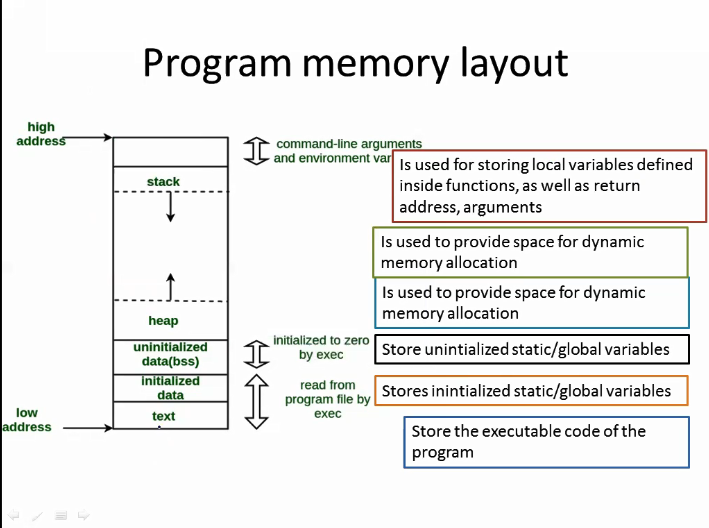 Program memory layout
high
address
command-line arguments
and environment var
Is used for storing local variables defined
inside functions, as well as return
address, arguments
stack
Is used to provide space for dynamic
memory allocation
Is used to provide space for dynamic
memory allocation
heap
uninitialized
data(bss)
initialized to zero
by exec
Store unintialized static/global variables
initialized
data
read from
program file by
exec
Stores inintialized static/global variables
text
low
address
Store the executable code of the
program